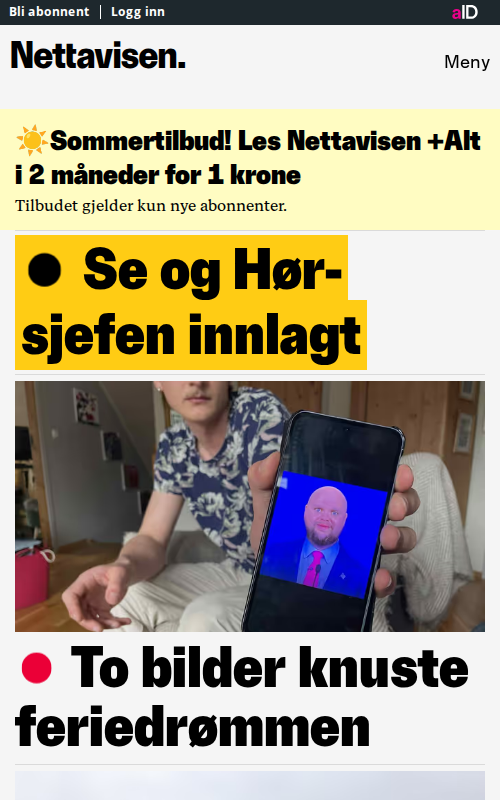 Bli abonnent | Logg inn
aID
Nettavisen.
Meny
☀️Sommertilbud! Les Nettavisen +Alt
i 2 måneder for 1 krone
Tilbudet gjelder kun nye abonnenter.
Se og Hør-
sjefen innlagt
To bilder knuste
feriedrømmen